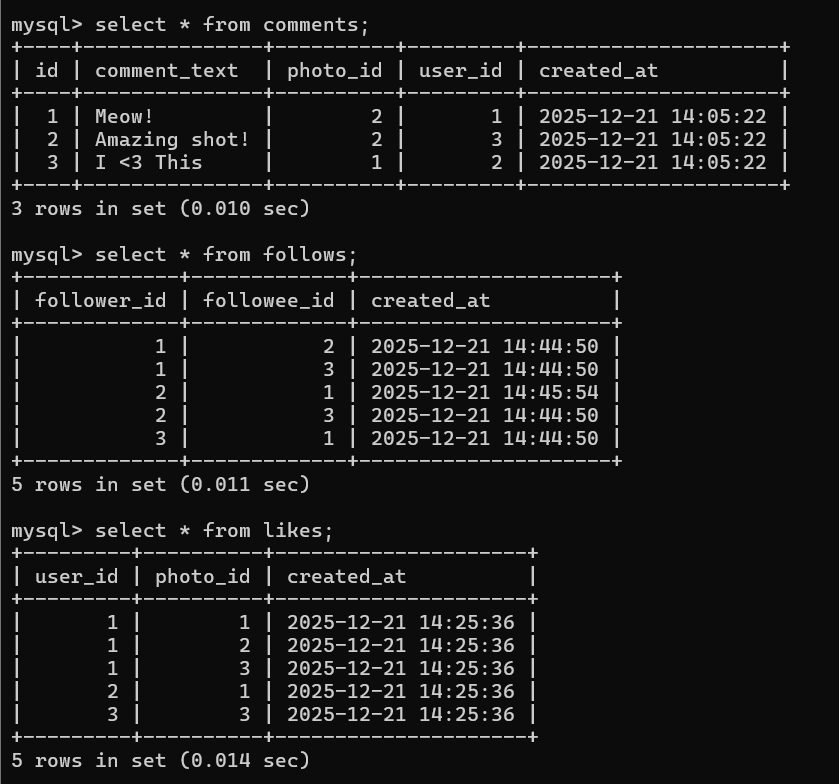 mysql> select * from comments;
+----+---------------+----------+---------+---------------------+
| id | comment_text  | photo_id | user_id | created_at          |
+----+---------------+----------+---------+---------------------+
|  1 | Meow!         |        2 |       1 | 2025-12-21 14:05:22 |
|  2 | Amazing shot! |        2 |       3 | 2025-12-21 14:05:22 |
|  3 | I <3 This     |        1 |       2 | 2025-12-21 14:05:22 |
+----+---------------+----------+---------+---------------------+
3 rows in set (0.010 sec)
mysql> select * from follows;
+-------------+-------------+---------------------+
| follower_id | followee_id | created_at          |
+-------------+-------------+---------------------+
|           1 |           2 | 2025-12-21 14:44:50 |
|           1 |           3 | 2025-12-21 14:44:50 |
|           2 |           1 | 2025-12-21 14:45:54 |
|           2 |           3 | 2025-12-21 14:44:50 |
|           3 |           1 | 2025-12-21 14:44:50 |
+-------------+-------------+---------------------+
5 rows in set (0.011 sec)
mysql> select * from likes;
+---------+----------+---------------------+
| user_id | photo_id | created_at          |
+---------+----------+---------------------+
|       1 |        1 | 2025-12-21 14:25:36 |
|       1 |        2 | 2025-12-21 14:25:36 |
|       1 |        3 | 2025-12-21 14:25:36 |
|       2 |        1 | 2025-12-21 14:25:36 |
|       3 |        3 | 2025-12-21 14:25:36 |
+---------+----------+---------------------+
5 rows in set (0.014 sec)